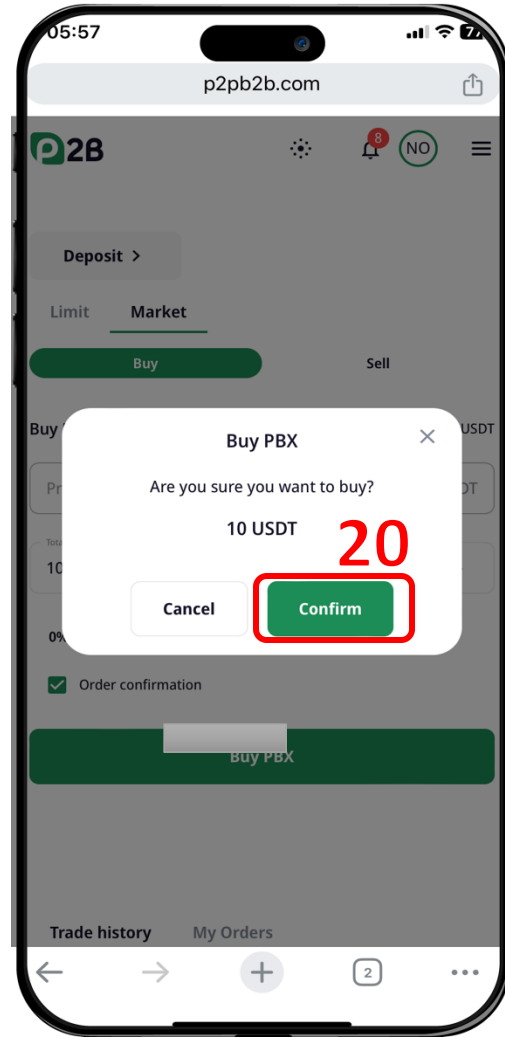 05:57
p2pb2b.com
P2B
8
NO
Deposit >
Limit Market
Buy Sell
Buy USDT
Buy PBX
Are you sure you want to buy?
10 USDT
20
Cancel Confirm
0%
Order confirmation
Buy PBX
Trade history My Orders
2